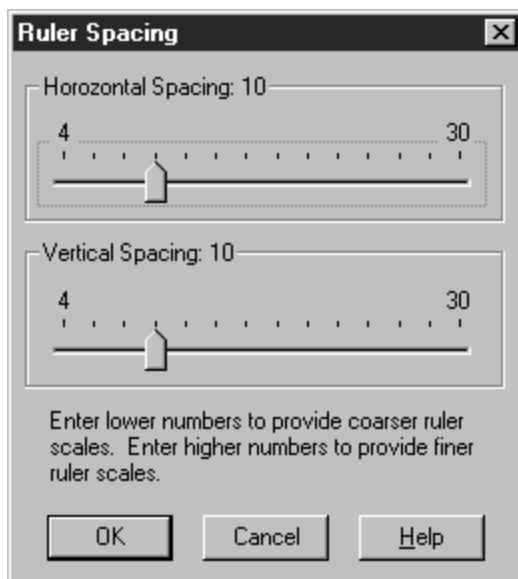 Ruler Spacing
Horozontal Spacing: 10
4 30
Vertical Spacing: 10
4 30
Enter lower numbers to provide coarser ruler
scales. Enter higher numbers to provide finer
ruler scales.
OK Cancel Help